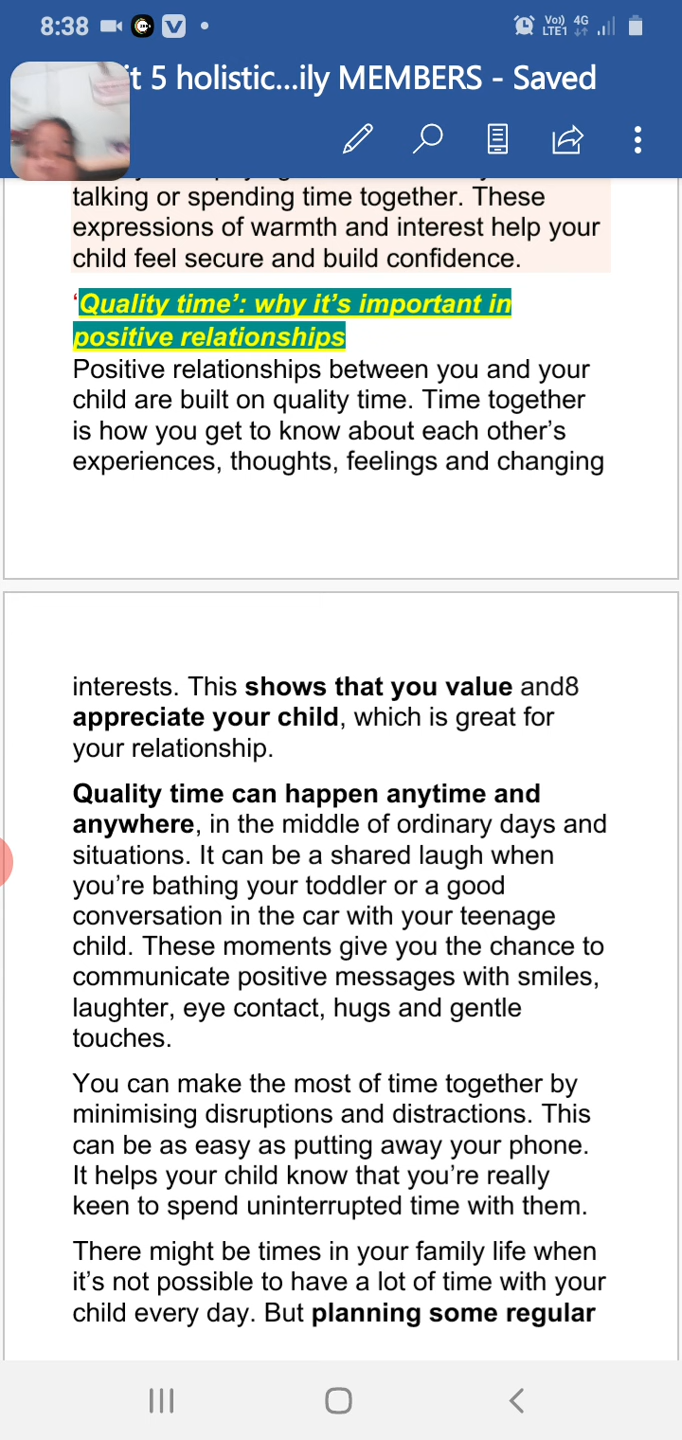 8:38
Vo)) 4G
LTE1
it 5 holistic...ily MEMBERS - Saved
talking or spending time together. These
expressions of warmth and interest help your
child feel secure and build confidence.
‘Quality time’: why it’s important in
positive relationships
Positive relationships between you and your
child are built on quality time. Time together
is how you get to know about each other’s
experiences, thoughts, feelings and changing
interests. This shows that you value and8
appreciate your child, which is great for
your relationship.
Quality time can happen anytime and
anywhere, in the middle of ordinary days and
situations. It can be a shared laugh when
you’re bathing your toddler or a good
conversation in the car with your teenage
child. These moments give you the chance to
communicate positive messages with smiles,
laughter, eye contact, hugs and gentle
touches.
You can make the most of time together by
minimising disruptions and distractions. This
can be as easy as putting away your phone.
It helps your child know that you’re really
keen to spend uninterrupted time with them.
There might be times in your family life when
it’s not possible to have a lot of time with your
child every day. But planning some regular